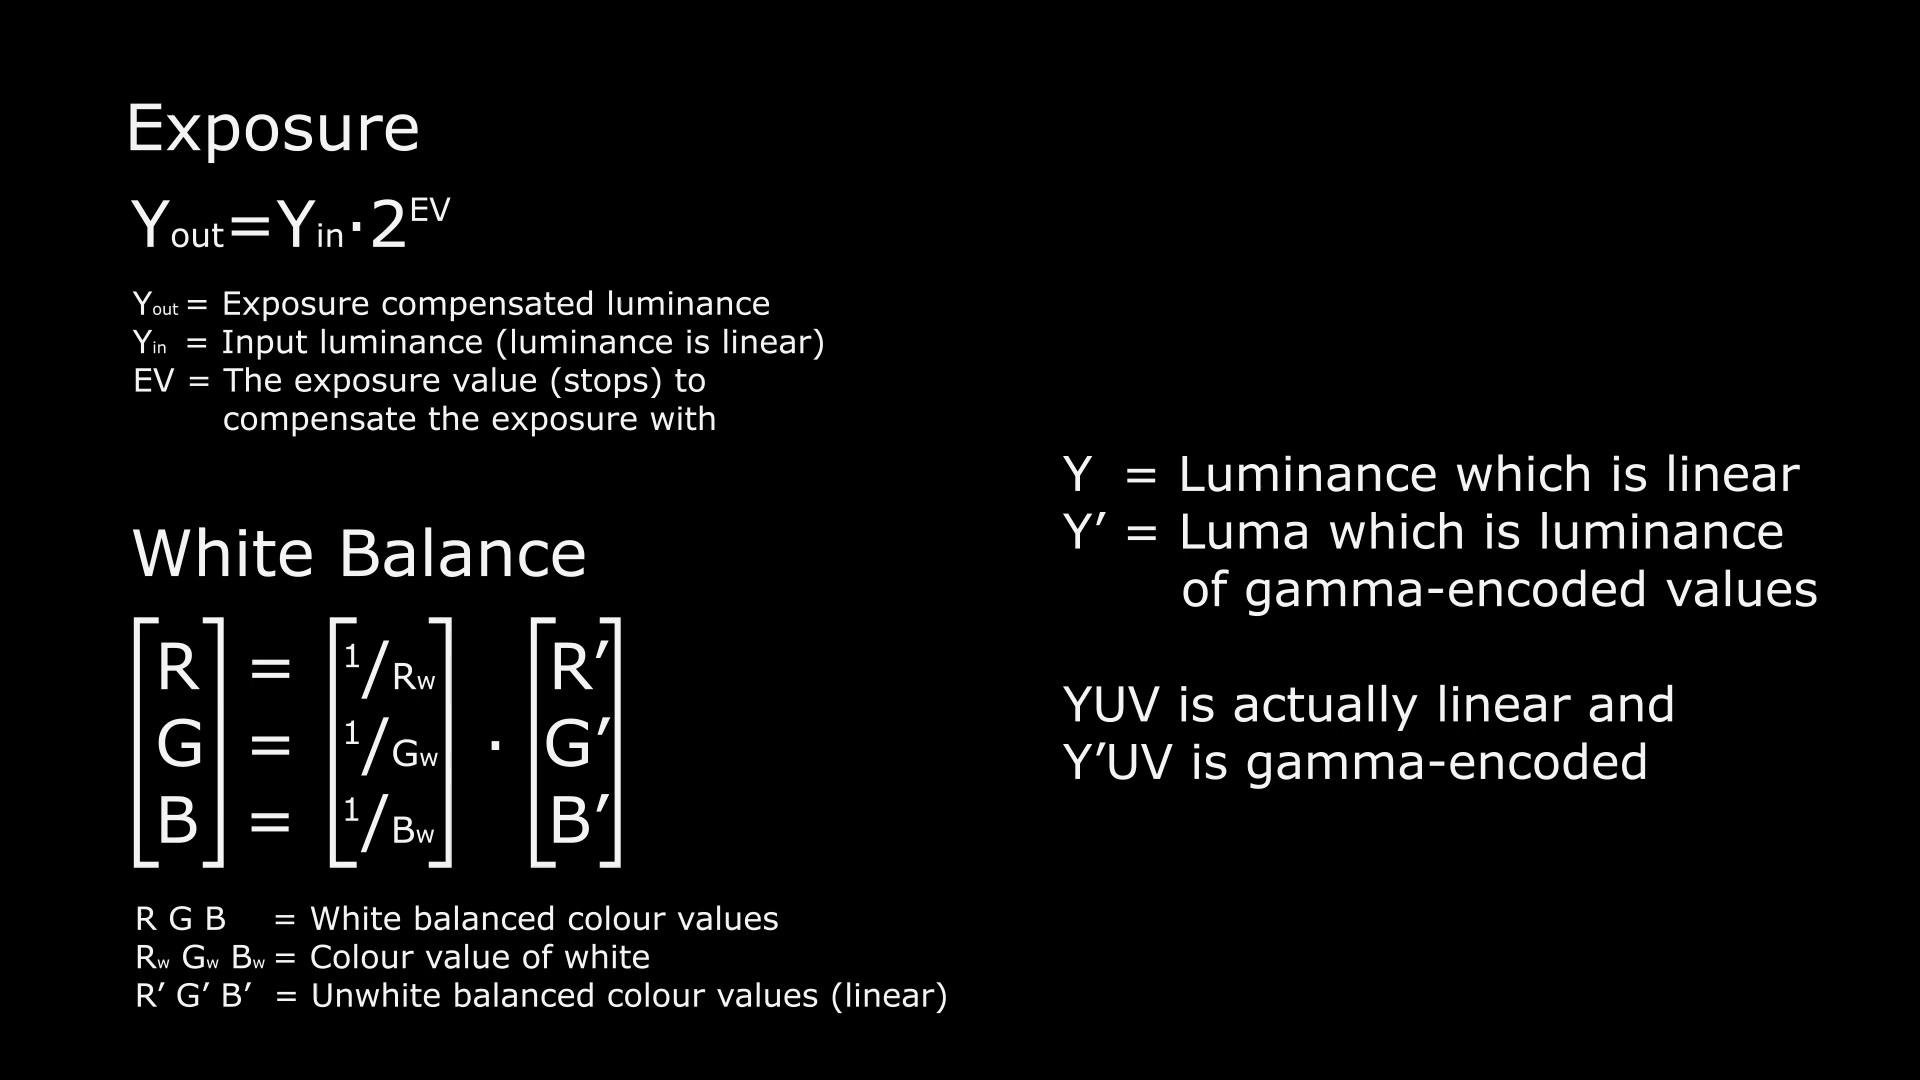 Exposure
Yout=Yin·2EV
Yout = Exposure compensated luminance
Yin = Input luminance (luminance is linear)
EV = The exposure value (stops) to
compensate the exposure with
White Balance
R = 1/Rw R’
G = 1/Gw · G’
B = 1/Bw B’
R G B = White balanced colour values
Rw Gw Bw = Colour value of white
R’ G’ B’ = Unwhite balanced colour values (linear)
Y = Luminance which is linear
Y’ = Luma which is luminance
of gamma-encoded values
YUV is actually linear and
Y’UV is gamma-encoded